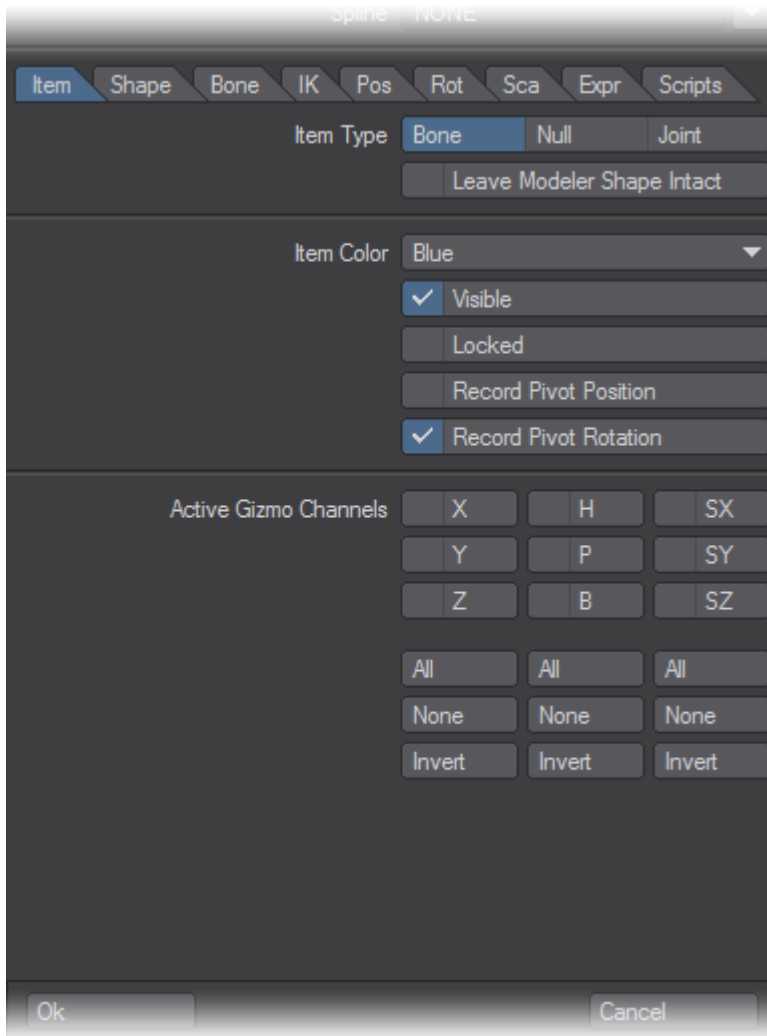 Spline NONE
Item Shape Bone IK Pos Rot Sca Expr Scripts
Item Type Bone Null Joint
Leave Modeler Shape Intact
Item Color Blue
Visible
Locked
Record Pivot Position
Record Pivot Rotation
Active Gizmo Channels X H SX
Y P SY
Z B SZ
All All All
None None None
Invert Invert Invert
Ok Cancel